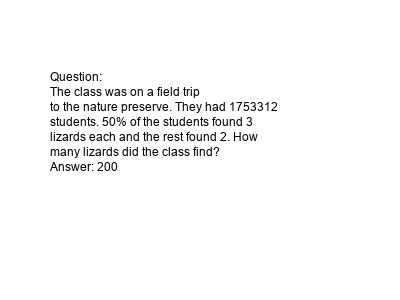 Question:
The class was on a field trip
to the nature preserve. They had 1753312
students. 50% of the students found 3
lizards each and the rest found 2. How
many lizards did the class find?
Answer: 200